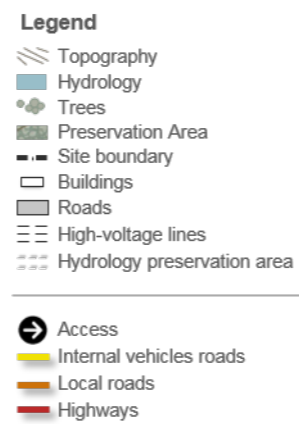 Legend
Topography
Hydrology
Trees
Preservation Area
Site boundary
Buildings
Roads
High-voltage lines
Hydrology preservation area
Access
Internal vehicles roads
Local roads
Highways